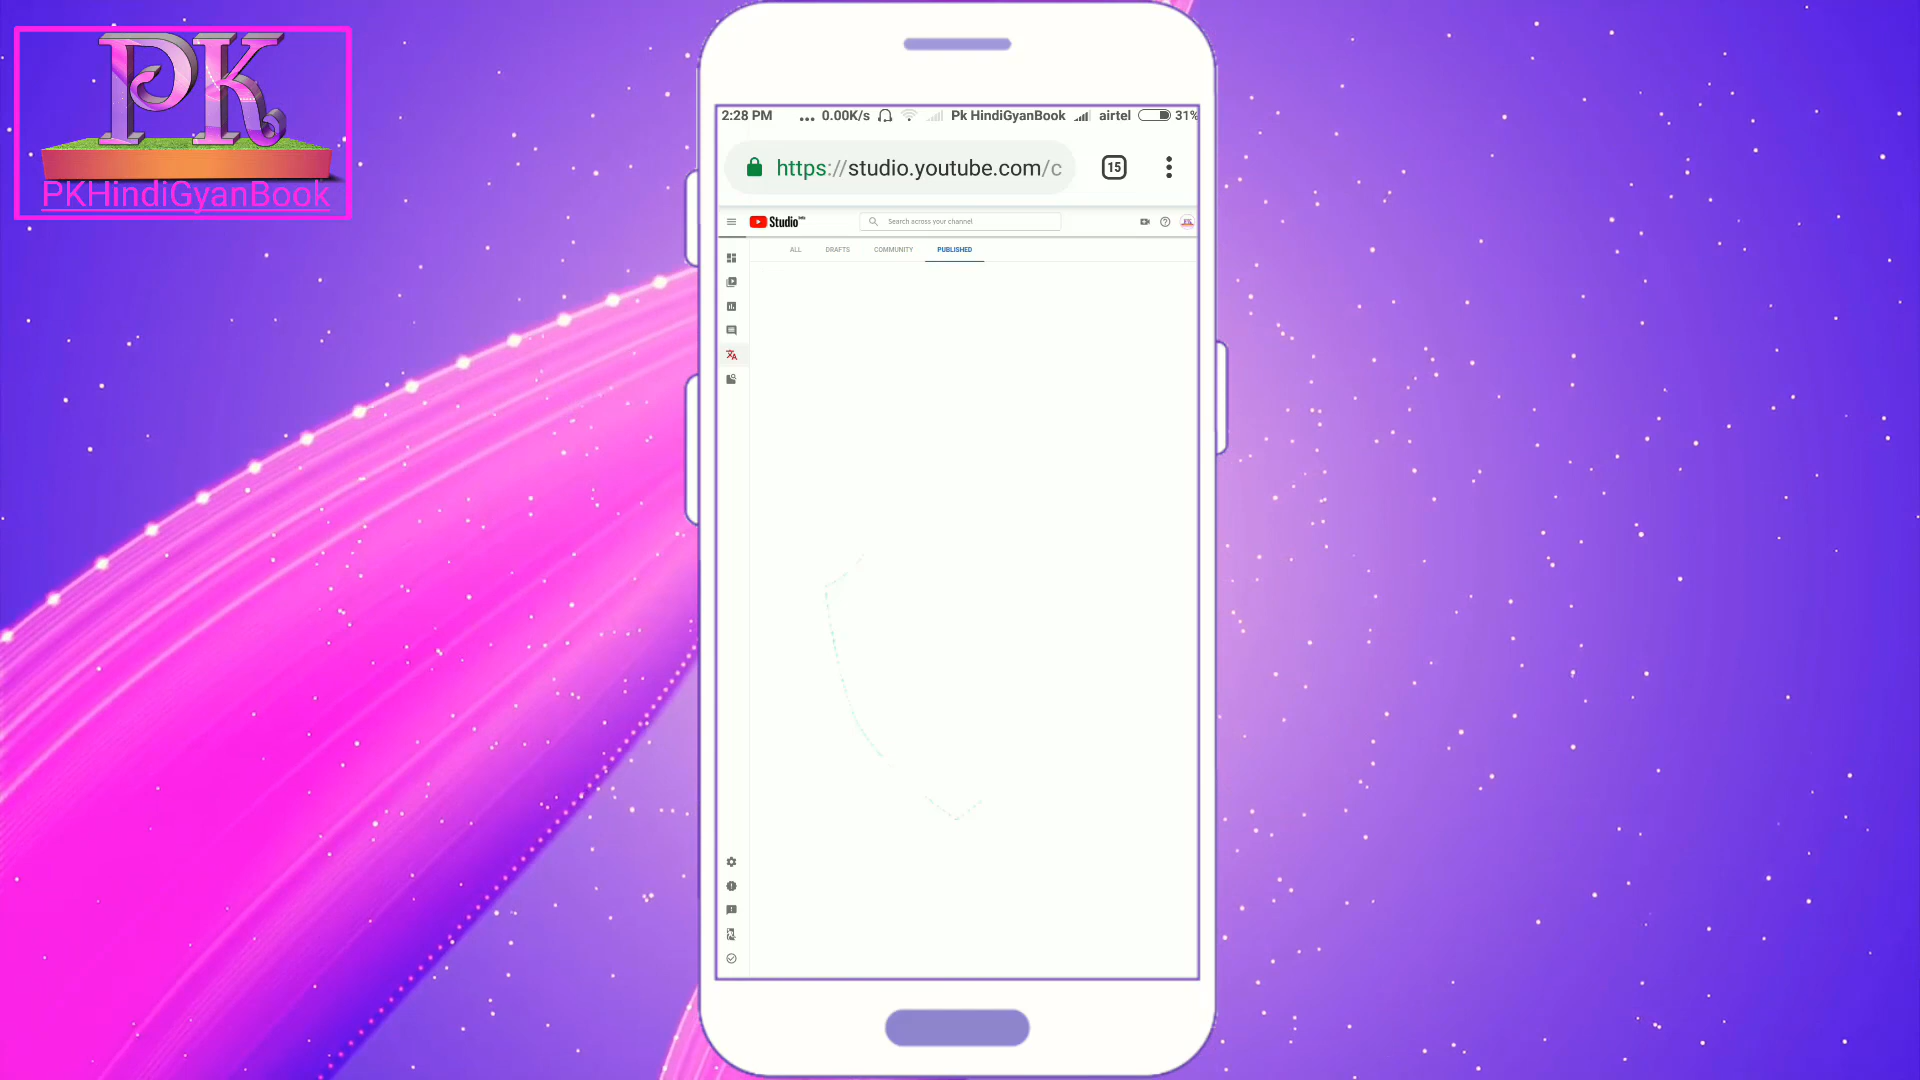 PK
PKHindiGyanBook
2:28 PM ... 0.00K/s Pk HindiGyanBook airtel 31%
https://studio.youtube.com/c 15
Studio beta Search across your channel
ALL DRAFTS COMMUNITY PUBLISHED